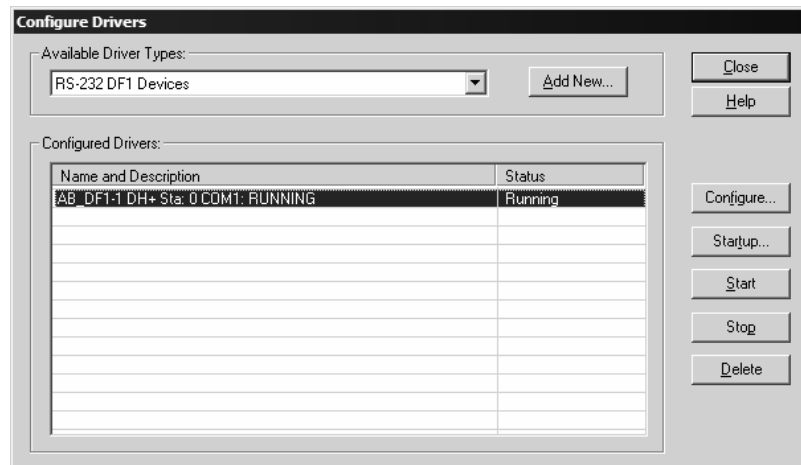 Configure Drivers
Available Driver Types:
RS-232 DF1 Devices
Add New...
Close
Help
Configured Drivers:
Name and Description Status
AB_DF1-1 DH+ Sta: 0 COM1: RUNNING Running
Configure...
Startup...
Start
Stop
Delete